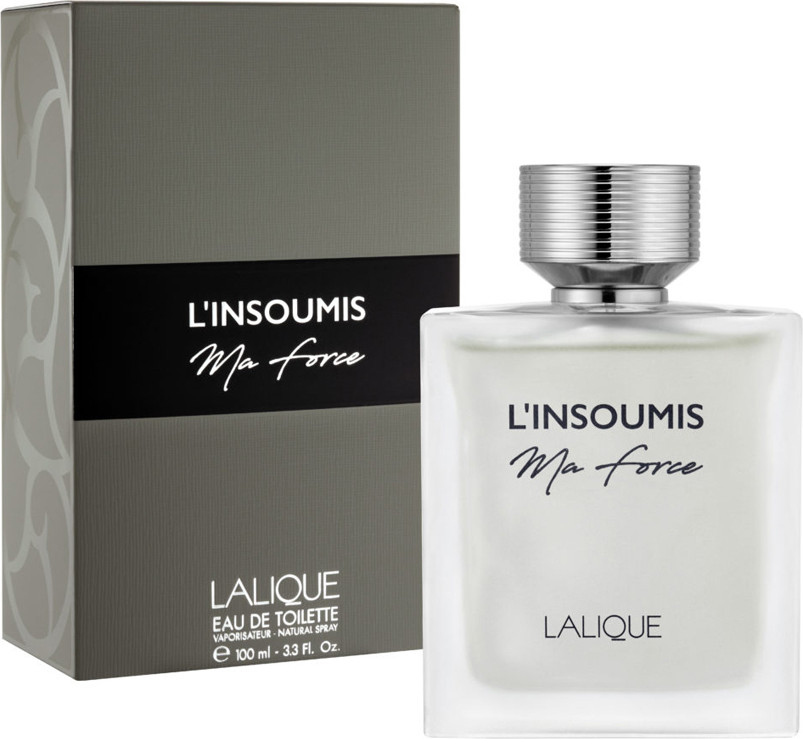 L'INSOUMIS
Ma force
LALIQUE
EAU DE TOILETTE
VAPORISATEUR - NATURAL SPRAY
℮ 100 ml - 3.3 Fl. Oz.
L'INSOUMIS
Ma force
LALIQUE